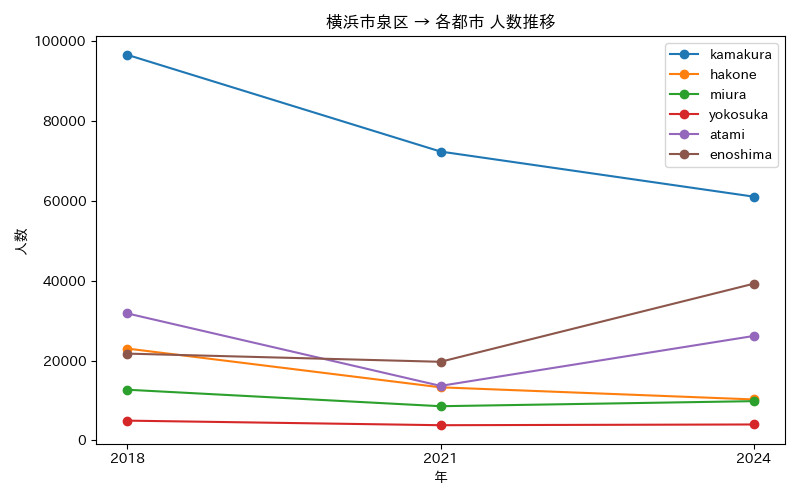 横浜市泉区 → 各都市 人数推移
100000
80000
60000
40000
20000
0
人数
kamakura
hakone
miura
yokosuka
atami
enoshima
2018
2021
2024
年